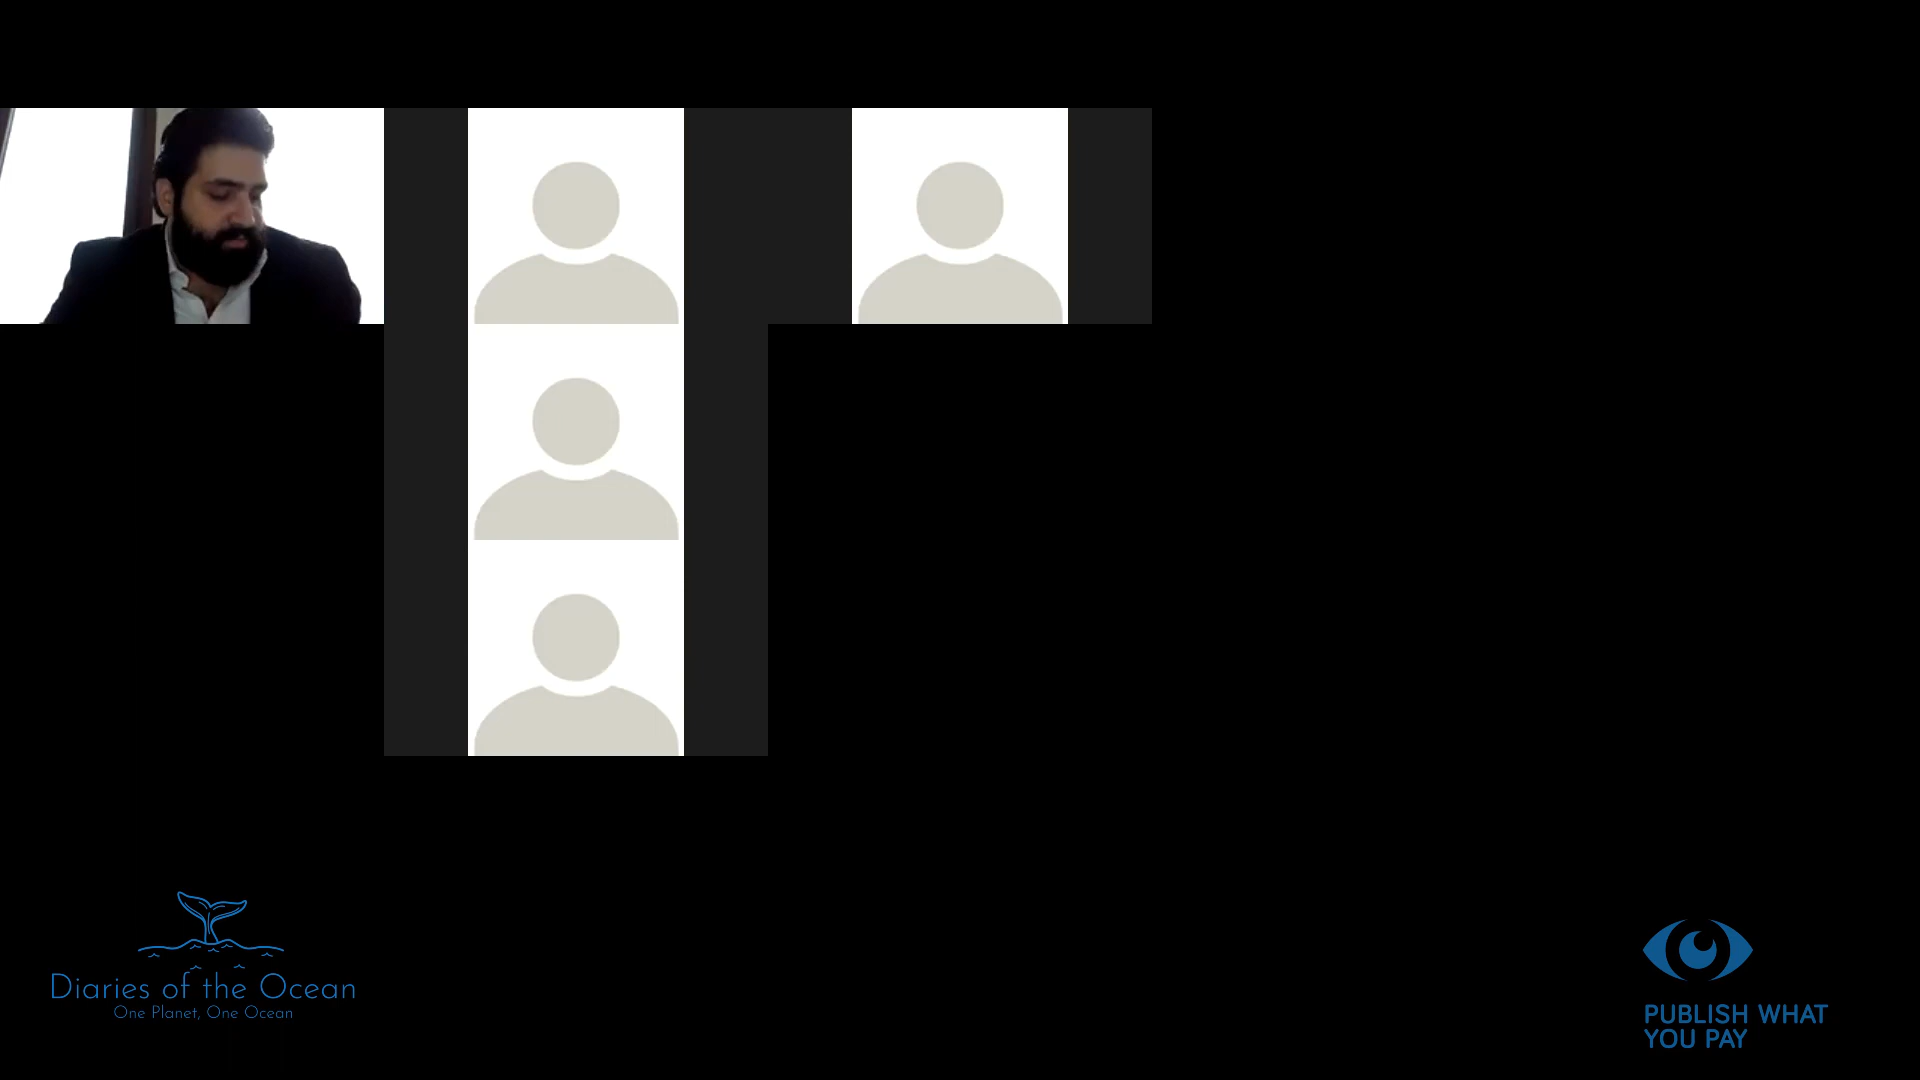 Diaries of the Ocean
One Planet, One Ocean
PUBLISH WHAT
YOU PAY